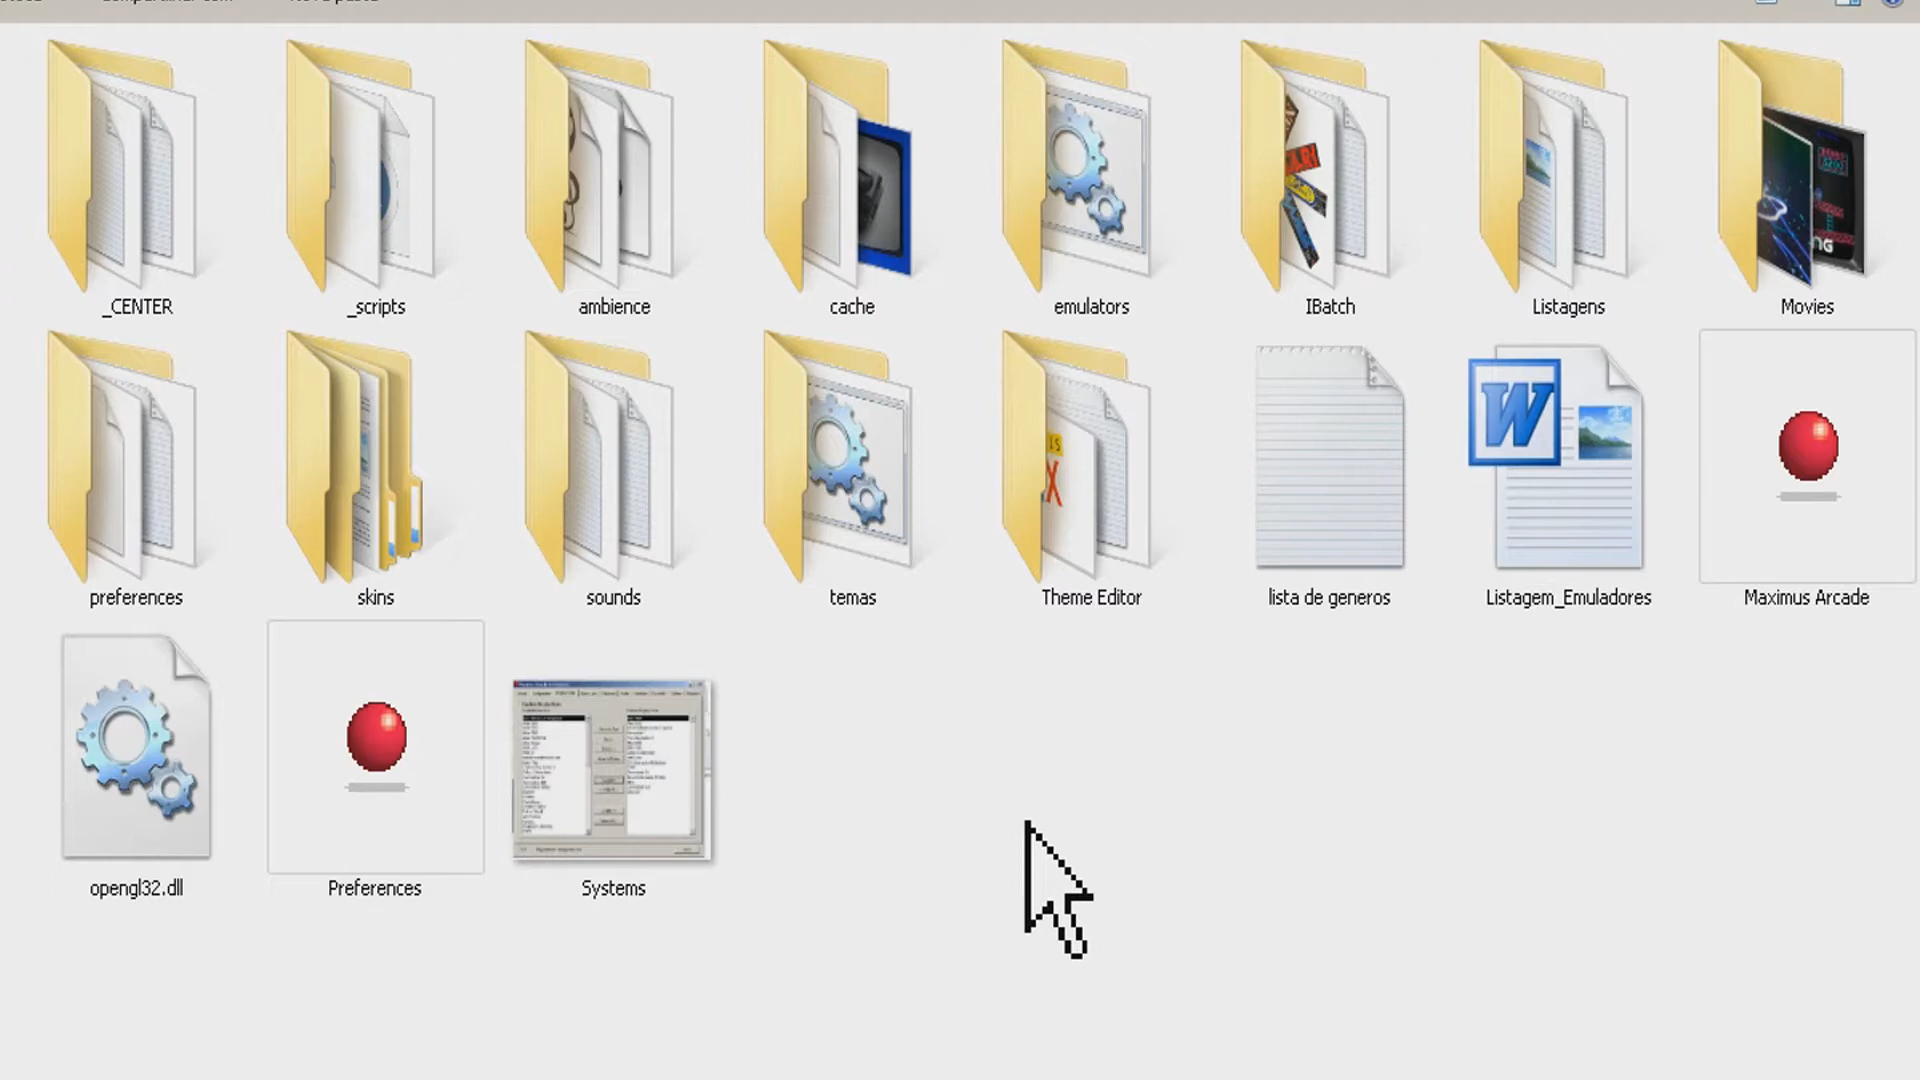 _CENTER
_scripts
ambience
cache
emulators
IBatch
Listagens
Movies
preferences
skins
sounds
temas
Theme Editor
lista de generos
Listagem_Emuladores
Maximus Arcade
opengl32.dll
Preferences
Systems